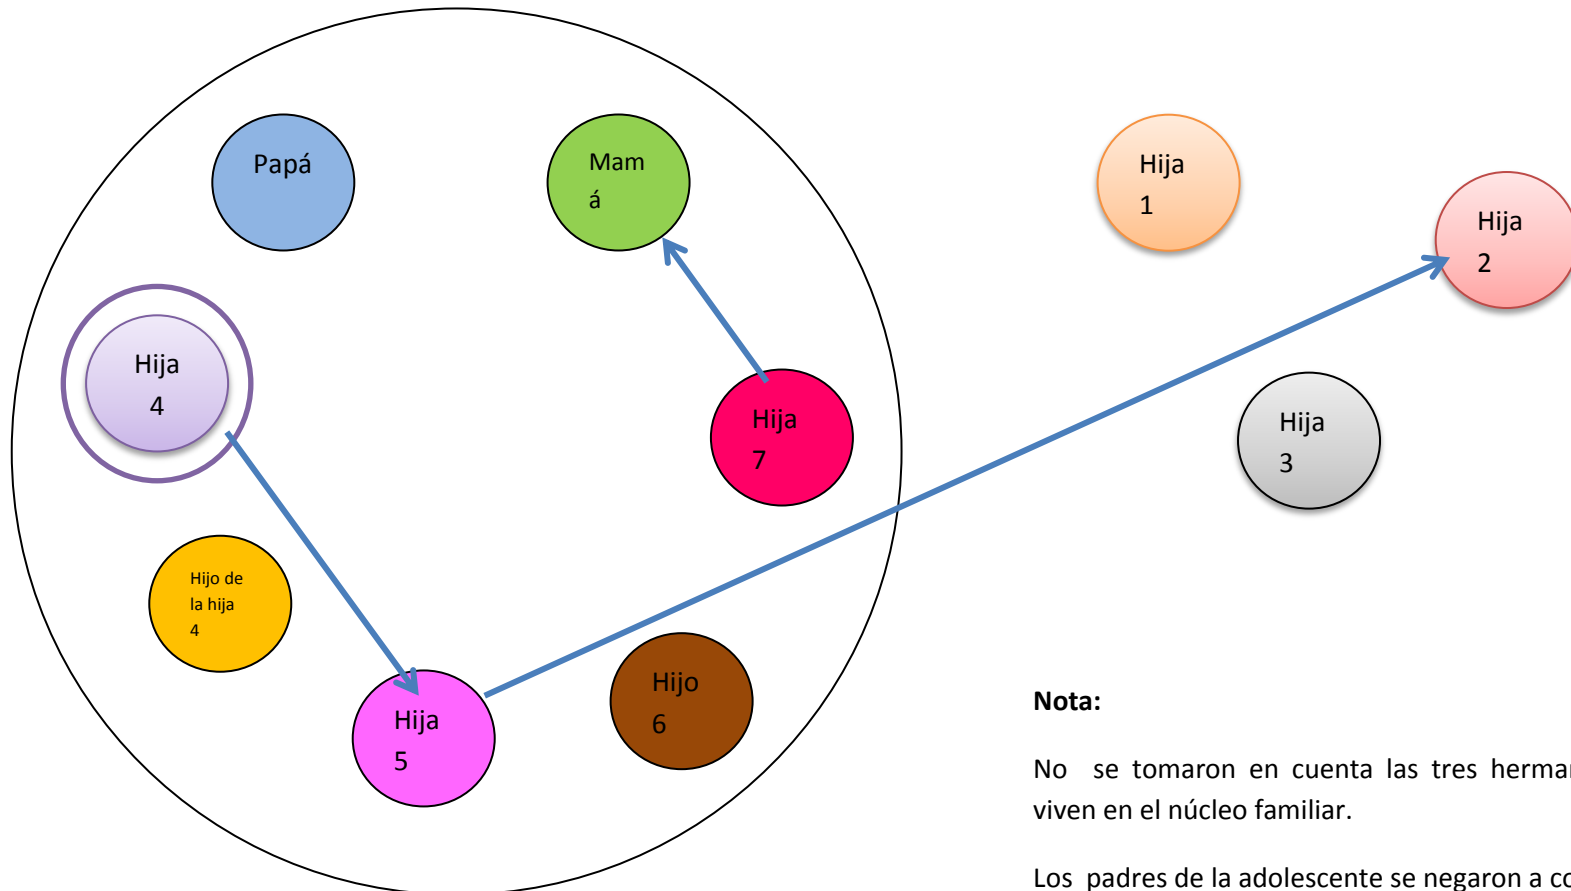 Papá
Mam
á
Hija
1
Hija
2
Hija
4
Hija
7
Hija
3
Hijo de
la hija
4
Hija
5
Hijo
6
Nota:
No se tomaron en cuenta las tres
viven en el núcleo familiar.
Los padres de la adolescente se negaron a